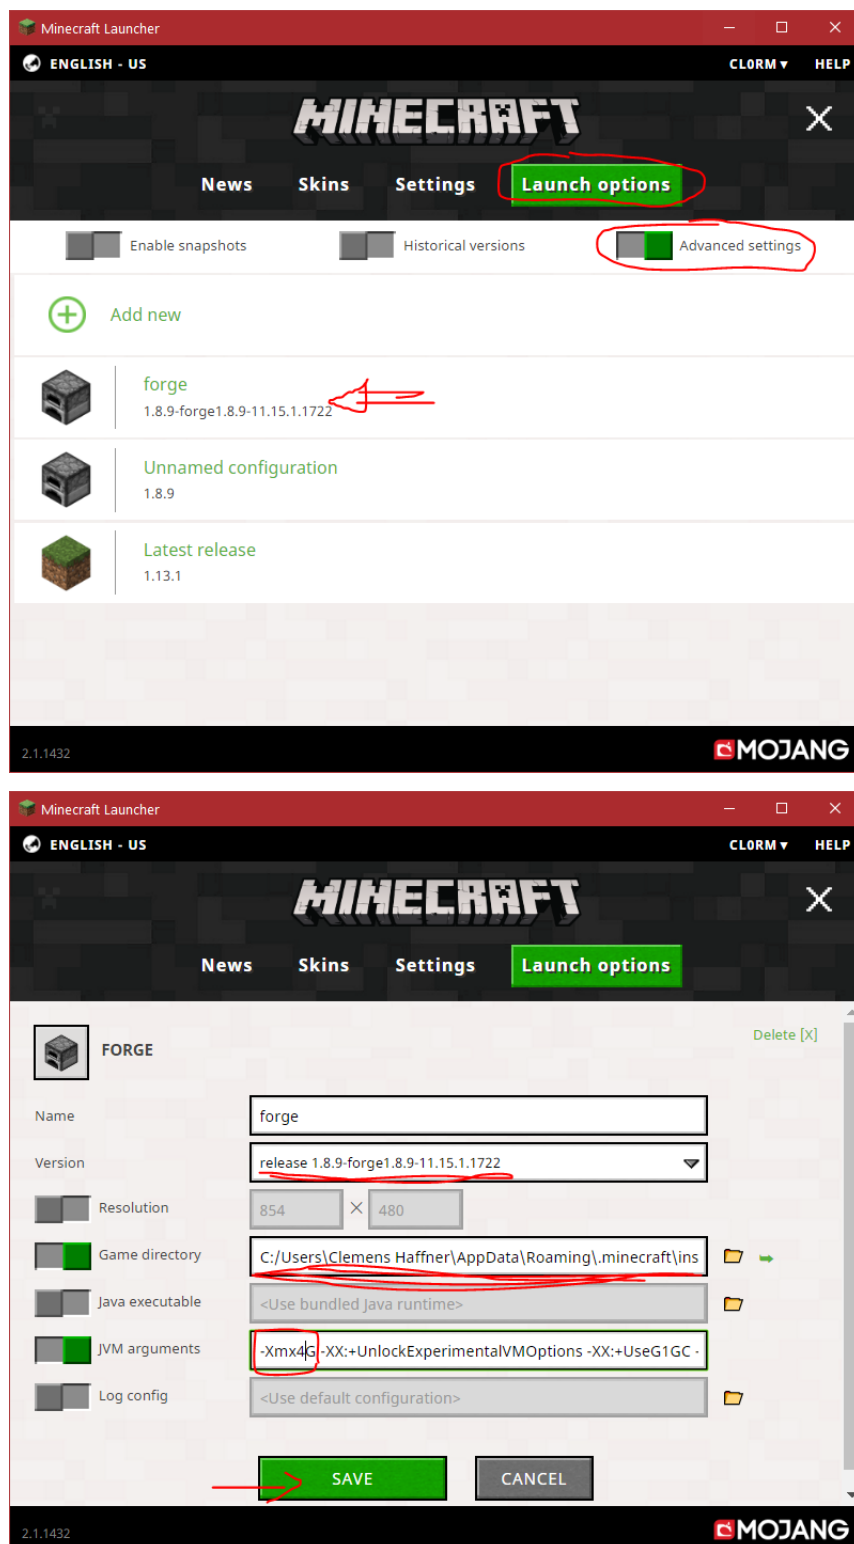 Minecraft Launcher
ENGLISH - US CL0RM ▾ HELP
MINECRAFT
News Skins Settings Launch options
Enable snapshots Historical versions Advanced settings
Add new
forge
1.8.9-forge1.8.9-11.15.1.1722
Unnamed configuration
1.8.9
Latest release
1.13.1
2.1.1432 MOJANG
Minecraft Launcher
ENGLISH - US CL0RM ▾ HELP
MINECRAFT
News Skins Settings Launch options
Delete [X]
FORGE
Name forge
Version release 1.8.9-forge1.8.9-11.15.1.1722
Resolution 854 × 480
Game directory C:/Users\Clemens Haffner\AppData\Roaming\.minecraft\ins
Java executable <Use bundled Java runtime>
JVM arguments -Xmx4G -XX:+UnlockExperimentalVMOptions -XX:+UseG1GC -
Log config <Use default configuration>
SAVE CANCEL
2.1.1432 MOJANG